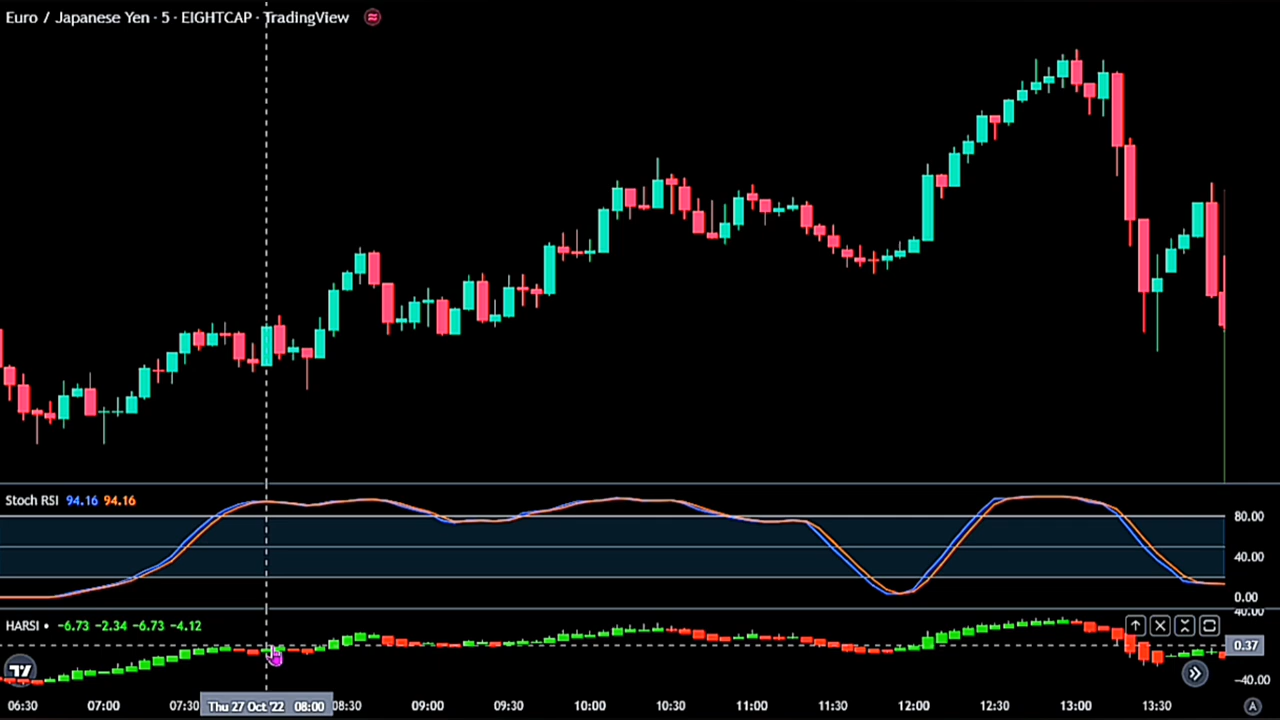 Euro / Japanese Yen · 5 · EIGHTCAP · TradingView
Stoch RSI 94.16 94.16
80.00
40.00
0.00
HARSI • −6.73 −2.34 −6.73 −4.12
40.00
0.37
−40.00
06:30 07:00 07:30 Thu 27 Oct '22 08:00 08:30 09:00 09:30 10:00 10:30 11:00 11:30 12:00 12:30 13:00 13:30 A